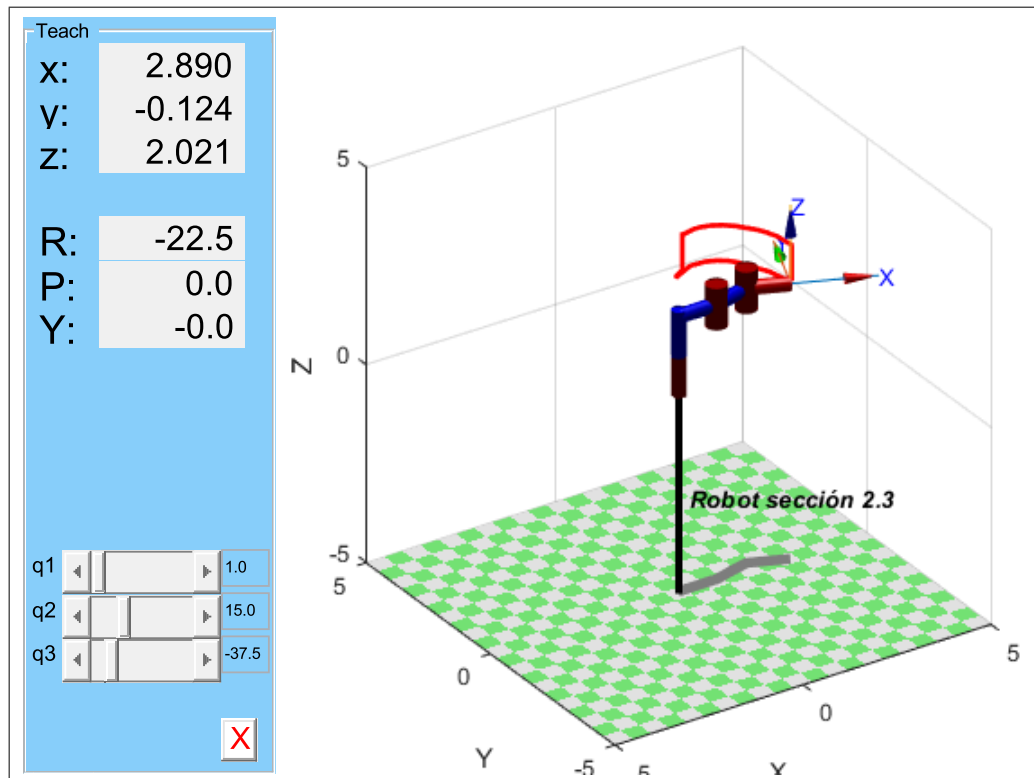 Teach
x: 2.890
y: -0.124
z: 2.021
R: -22.5
P: 0.0
Y: -0.0
q1 1.0
q2 15.0
q3 -37.5
X
5
0
-5
Z
5
0
-5
Y
5
0
X
Z
X
Robot sección 2.3